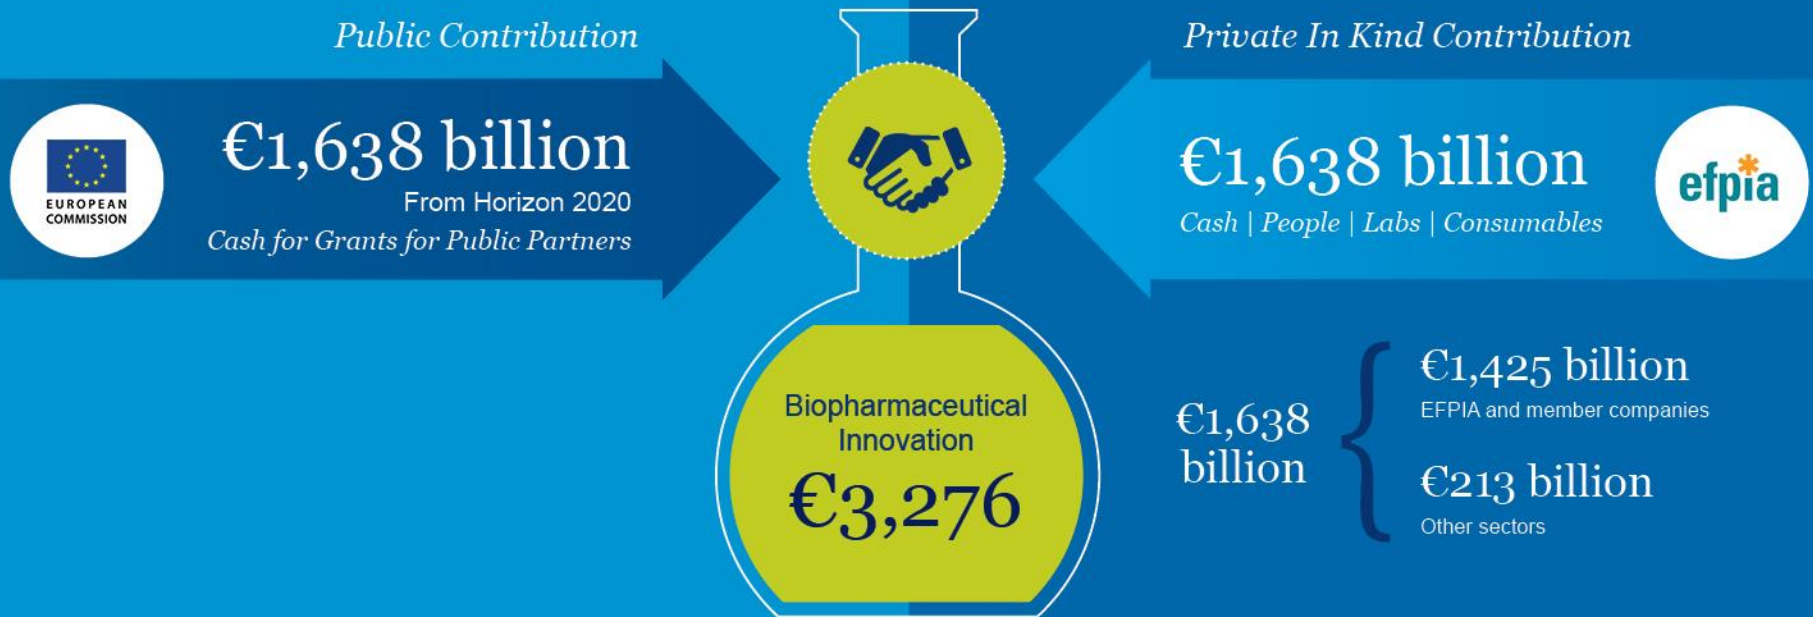 Public Contribution
EUROPEAN
COMMISSION
€1,638 billion
From Horizon 2020
Cash for Grants for Public Partners
Private In Kind Contribution
€1,638 billion
Cash | People | Labs | Consumables
efpia
Biopharmaceutical
Innovation
€3,276
€1,638
billion
€1,425 billion
EFPIA and member companies
€213 billion
Other sectors